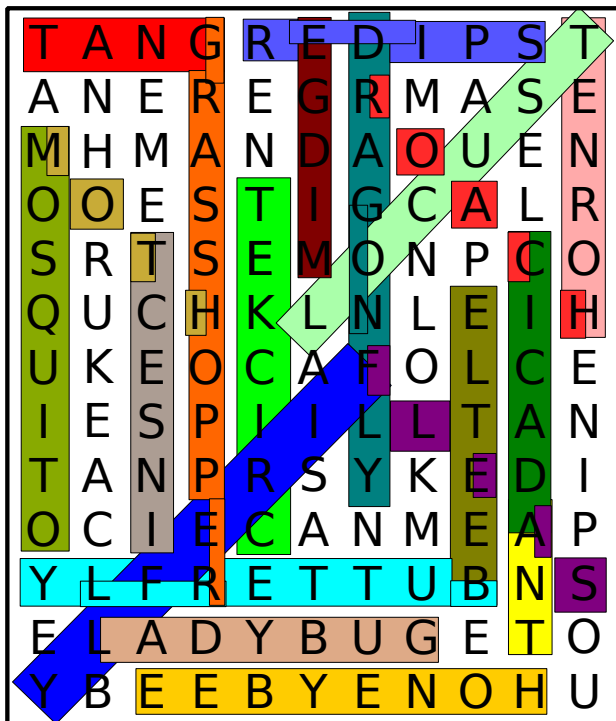 T A N G R E D I P S T
A N E R E G R M A S E
M H M A N D A O U E N
O O E S T I G C A L R
S R T S E M O N P C O
Q U C H K L N L E I H
U K E O C A F O L C E
I E S P I I L L T A N
T A N P R S Y K E D I
O C I E C A N M E A P
Y L F R E T T U B N S
E L A D Y B U G E T O
Y B E E B Y E N O H U